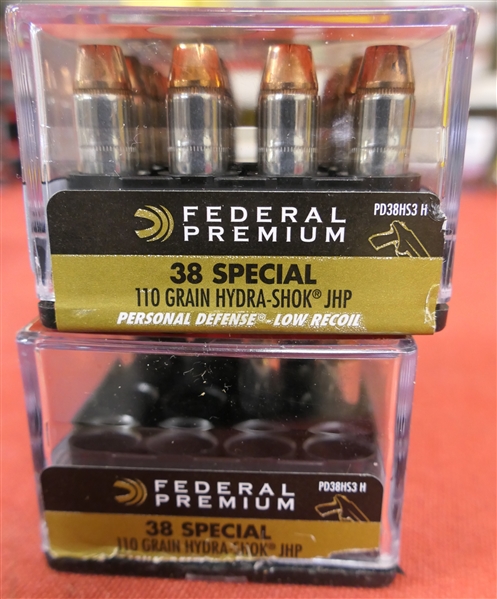 FEDERAL
PREMIUM
PD38HS3 H
38 SPECIAL
110 GRAIN HYDRA-SHOK® JHP
PERSONAL DEFENSE® - LOW RECOIL
FEDERAL
PREMIUM
PD38HS3 H
38 SPECIAL
110 GRAIN HYDRA-SHOK® JHP